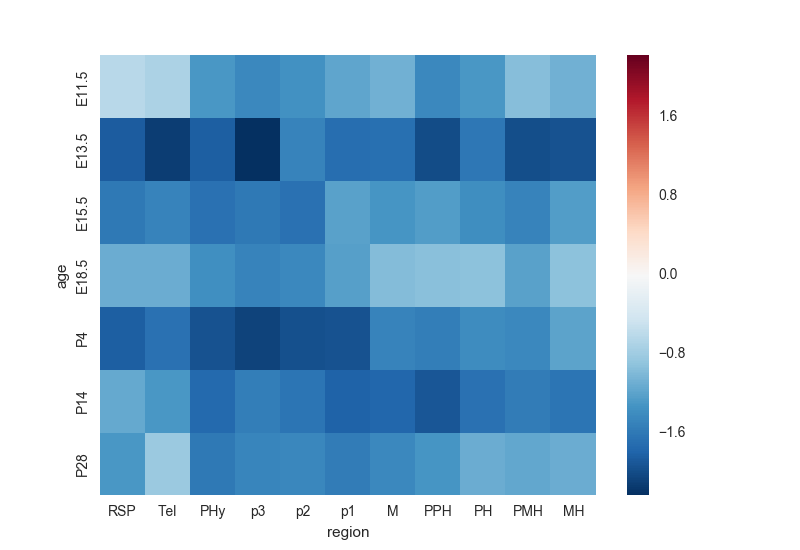 E11.5
E13.5
E15.5
E18.5
P4
P14
P28
age
RSP Tel PHy p3 p2 p1 M PPH PH PMH MH
region
1.6
0.8
0.0
−0.8
−1.6